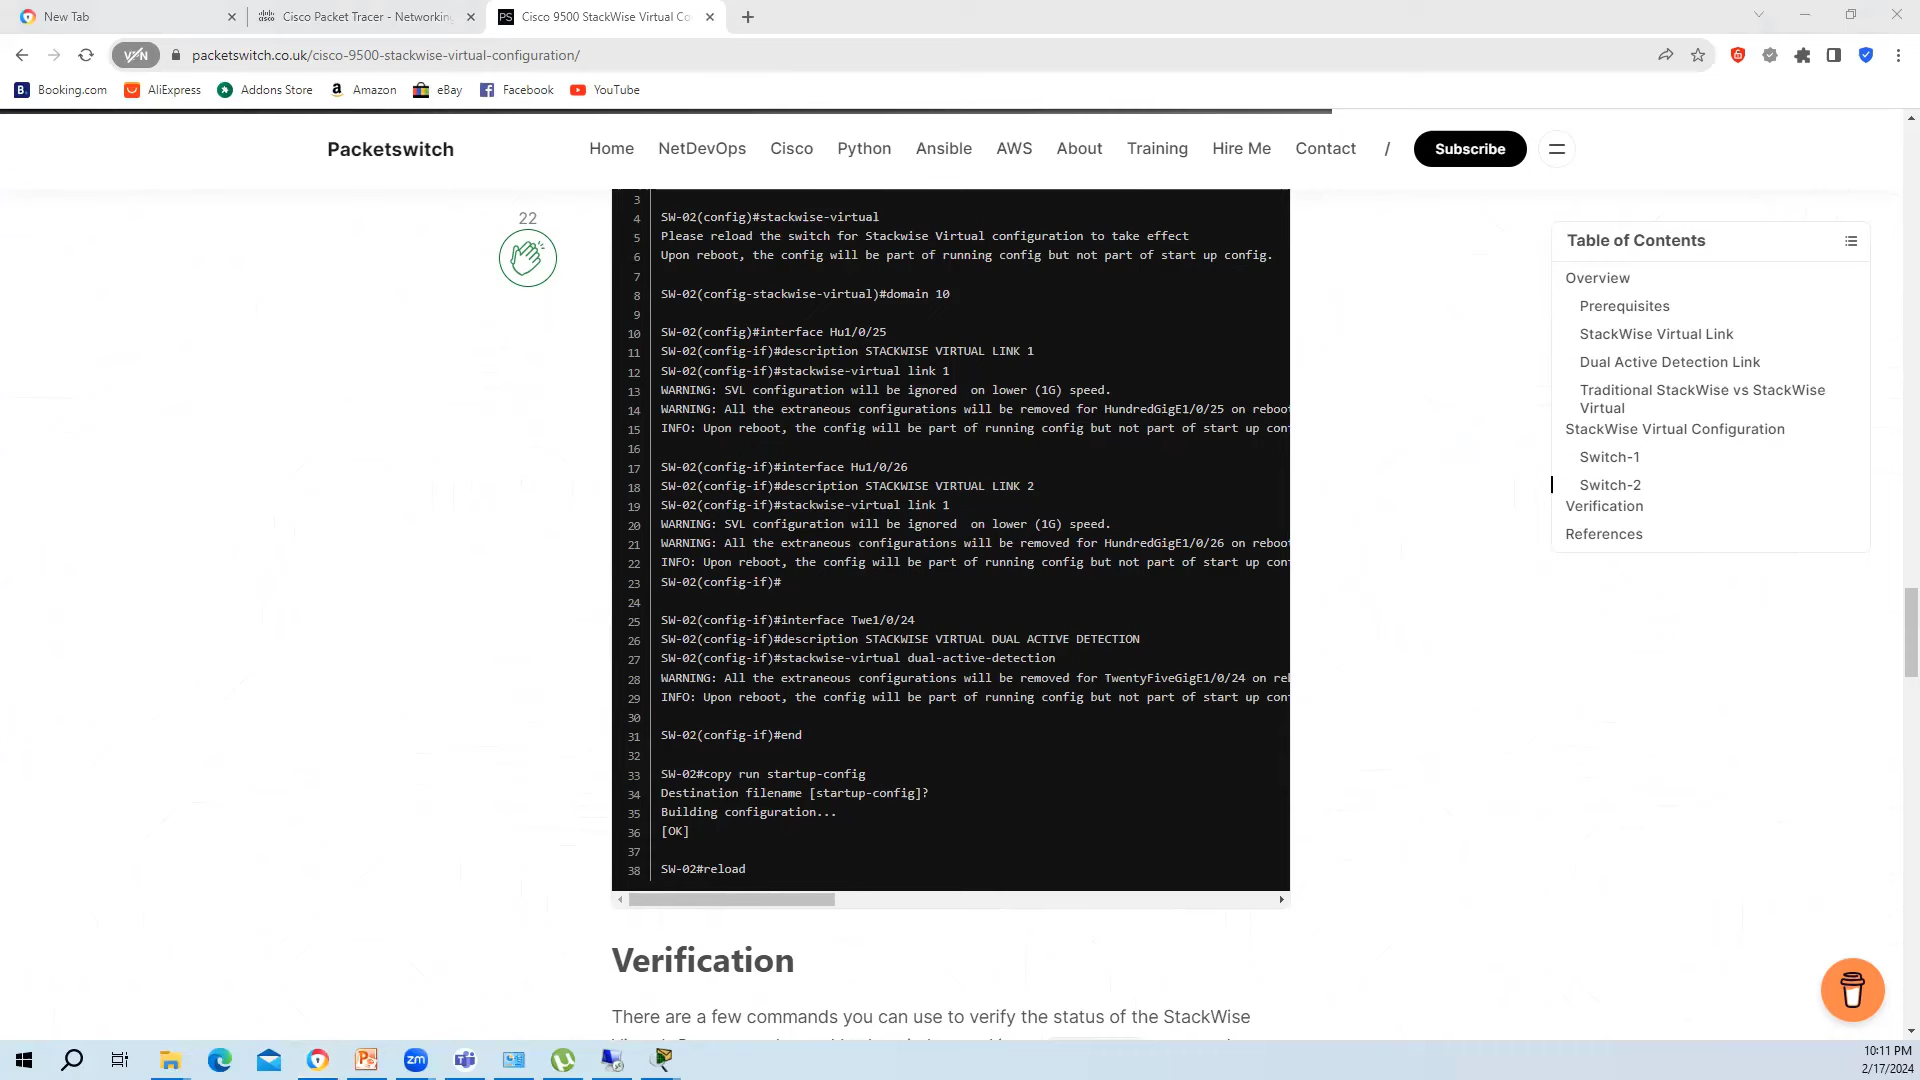 New Tab
Cisco Packet Tracer - Networking
PS
Cisco 9500 StackWise Virtual Co
VPN
packetswitch.co.uk/cisco-9500-stackwise-virtual-configuration/
B. Booking.com
AliExpress
Addons Store
Amazon
eBay
Facebook
YouTube
Packetswitch
Home
NetDevOps
Cisco
Python
Ansible
AWS
About
Training
Hire Me
Contact
/
Subscribe
22
3
4 SW-02(config)#stackwise-virtual
5 Please reload the switch for Stackwise Virtual configuration to take effect
6 Upon reboot, the config will be part of running config but not part of start up config.
7
8 SW-02(config-stackwise-virtual)#domain 10
9
10 SW-02(config)#interface Hu1/0/25
11 SW-02(config-if)#description STACKWISE VIRTUAL LINK 1
12 SW-02(config-if)#stackwise-virtual link 1
13 WARNING: SVL configuration will be ignored  on lower (1G) speed.
14 WARNING: All the extraneous configurations will be removed for HundredGigE1/0/25 on reboot
15 INFO: Upon reboot, the config will be part of running config but not part of start up con
16
17 SW-02(config-if)#interface Hu1/0/26
18 SW-02(config-if)#description STACKWISE VIRTUAL LINK 2
19 SW-02(config-if)#stackwise-virtual link 1
20 WARNING: SVL configuration will be ignored  on lower (1G) speed.
21 WARNING: All the extraneous configurations will be removed for HundredGigE1/0/26 on reboot
22 INFO: Upon reboot, the config will be part of running config but not part of start up con
23 SW-02(config-if)#
24
25 SW-02(config-if)#interface Twe1/0/24
26 SW-02(config-if)#description STACKWISE VIRTUAL DUAL ACTIVE DETECTION
27 SW-02(config-if)#stackwise-virtual dual-active-detection
28 WARNING: All the extraneous configurations will be removed for TwentyFiveGigE1/0/24 on rel
29 INFO: Upon reboot, the config will be part of running config but not part of start up con
30
31 SW-02(config-if)#end
32
33 SW-02#copy run startup-config
34 Destination filename [startup-config]?
35 Building configuration...
36 [OK]
37
38 SW-02#reload
Table of Contents
Overview
Prerequisites
StackWise Virtual Link
Dual Active Detection Link
Traditional StackWise vs StackWise
Virtual
StackWise Virtual Configuration
Switch-1
Switch-2
Verification
References
Verification
There are a few commands you can use to verify the status of the StackWise
10:11 PM
2/17/2024